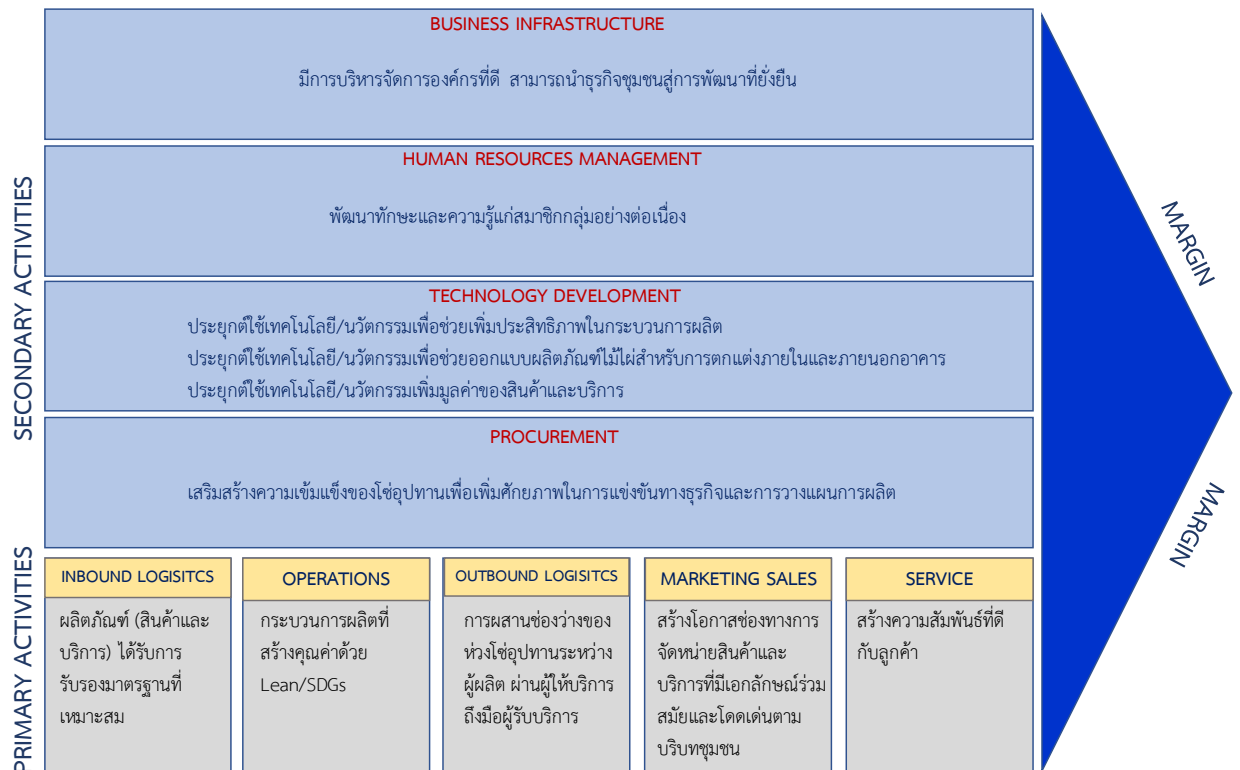 BUSINESS INFRASTRUCTURE
มีการบริหารจัดการองค์กรที่ดี สามารถนำธุรกิจชุมชนสู่การพัฒนาที่ยั่งยืน
HUMAN RESOURCES MANAGEMENT
พัฒนาทักษะและความรู้แก่สมาชิกกลุ่มอย่างต่อเนื่อง
TECHNOLOGY DEVELOPMENT
ประยุกต์ใช้เทคโนโลยี/นวัตกรรมเพื่อช่วยเพิ่มประสิทธิภาพในกระบวนการผลิต
ประยุกต์ใช้เทคโนโลยี/นวัตกรรมเพื่อช่วยออกแบบผลิตภัณฑ์ไม้ไผ่สำหรับการตกแต่งภายในและภายนอกอาคาร
ประยุกต์ใช้เทคโนโลยี/นวัตกรรมเพิ่มมูลค่าของสินค้าและบริการ
PROCUREMENT
เสริมสร้างความเข้มแข็งของโซ่อุปทานเพื่อเพิ่มศักยภาพในการแข่งขันทางธุรกิจและการวางแผนการผลิต
SECONDARY ACTIVITIES
MARGIN
MARGIN
PRIMARY ACTIVITIES
INBOUND LOGISITCS
ผลิตภัณฑ์ (สินค้าและ
บริการ) ได้รับการ
รับรองมาตรฐานที่
เหมาะสม
OPERATIONS
กระบวนการผลิตที่
สร้างคุณค่าด้วย
Lean/SDGs
OUTBOUND LOGISITCS
การผสานช่องว่างของ
ห่วงโซ่อุปทานระหว่าง
ผู้ผลิต ผ่านผู้ให้บริการ
ถึงมือผู้รับบริการ
MARKETING SALES
สร้างโอกาสช่องทางการ
จัดหน่ายสินค้าและ
บริการที่มีเอกลักษณ์ร่วม
สมัยและโดดเด่นตาม
บริบทชุมชน
SERVICE
สร้างความสัมพันธ์ที่ดี
กับลูกค้า